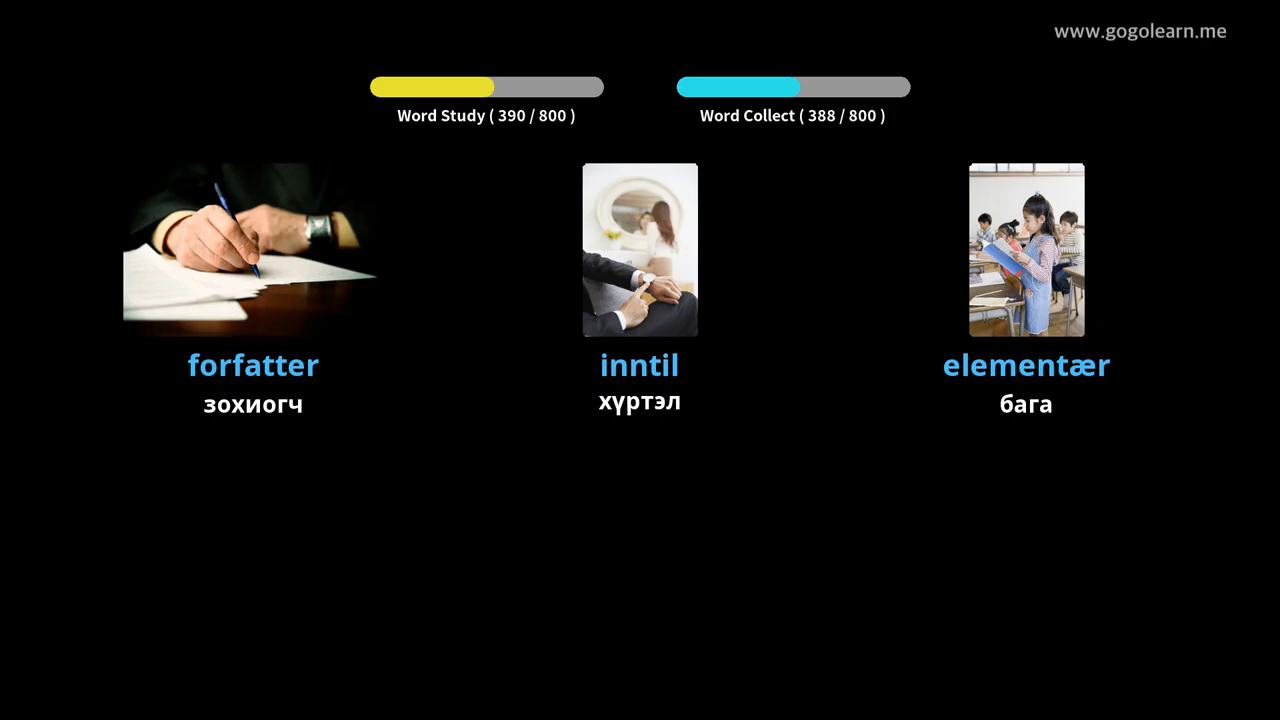 www.gogolearn.me
Word Study ( 390 / 800 )
Word Collect ( 388 / 800 )
forfatter
зохиогч
inntil
хүртэл
elementær
бага